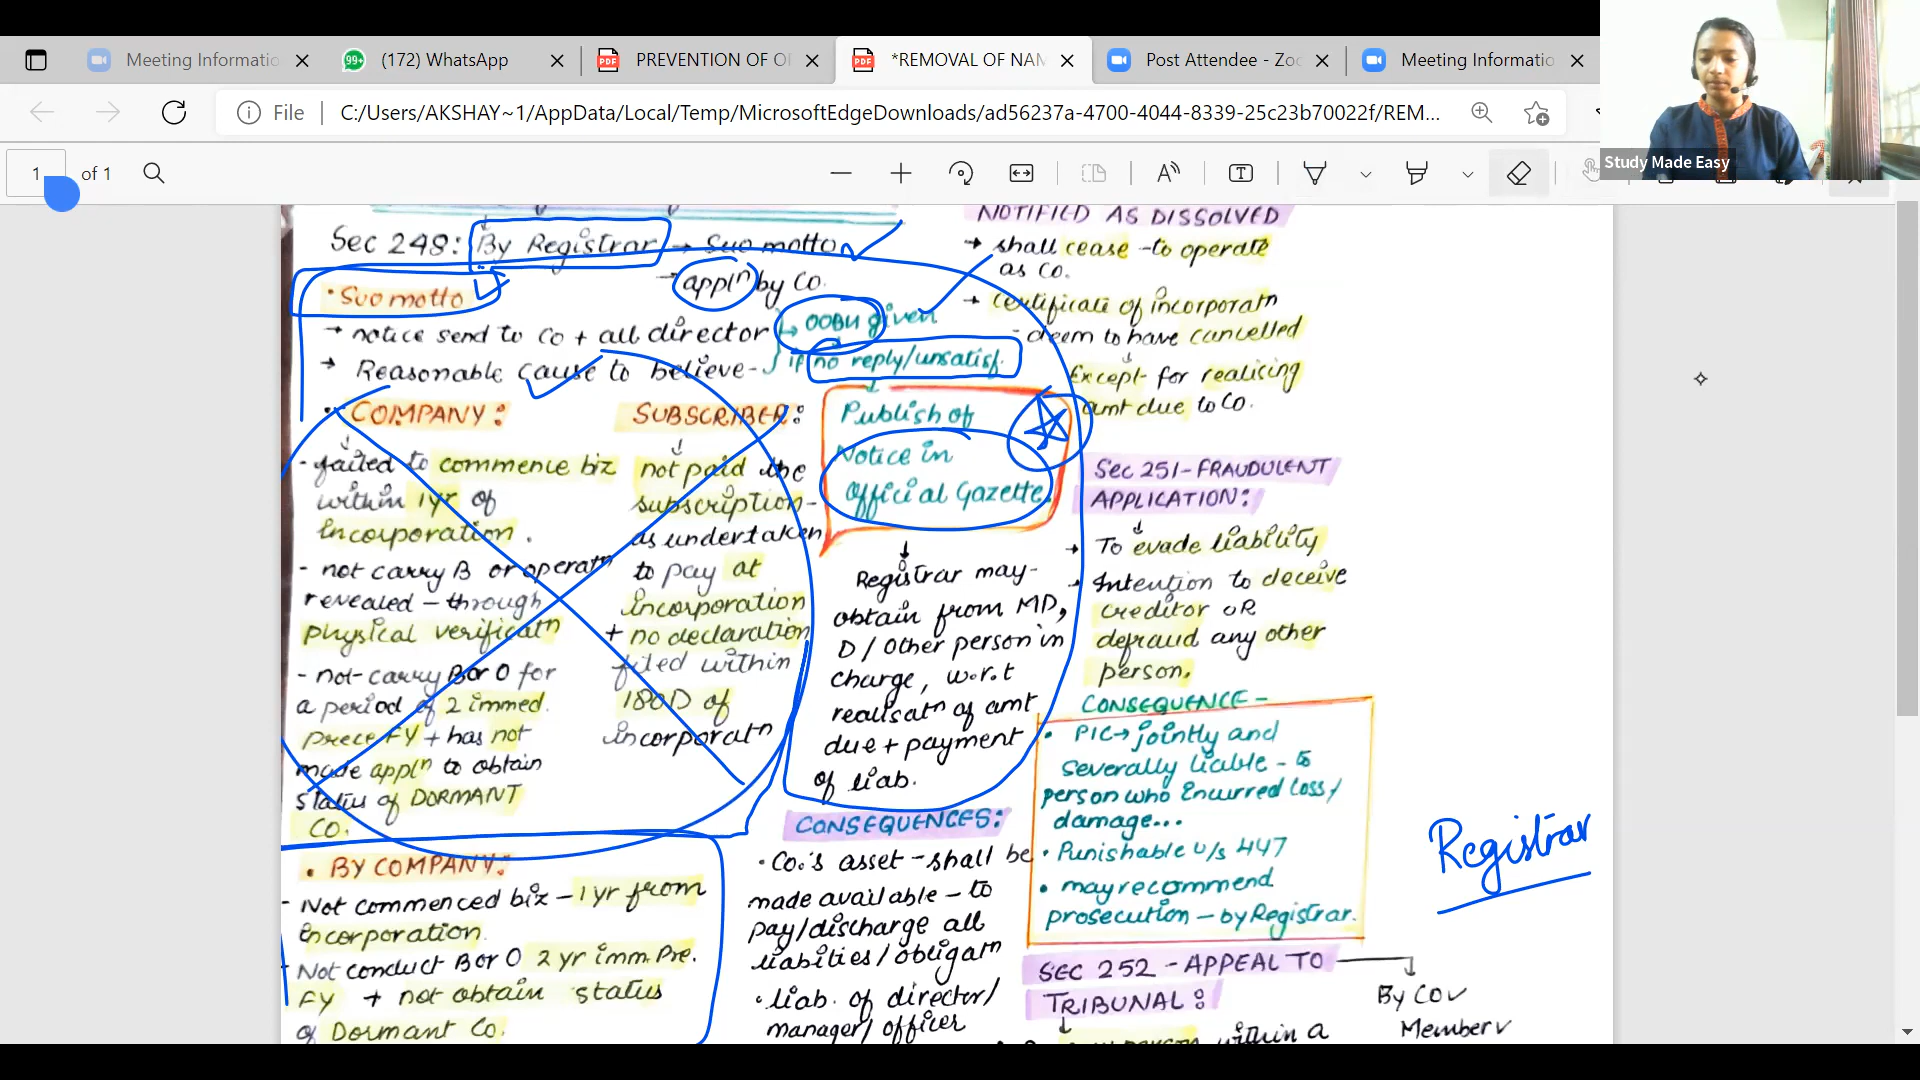 Meeting Informatio
(172) WhatsApp
PREVENTION OF O
*REMOVAL OF NAM
Post Attendee - Zoo
Meeting Informatio
File
C:/Users/AKSHAY~1/AppData/Local/Temp/MicrosoftEdgeDownloads/ad56237a-4700-4044-8339-25c23b70022f/REM...
1 of 1
Study Made Easy
Sec 248: By Registrar → Suo motto
→ appln by Co.
• Suo motto
→ notice send to Co + all director
→ Reasonable cause to believe-
↳ OOBH given
if no reply/unsatisf.
• COMPANY:
- failed to commence biz
within 1yr of
incorporation.
- not carry B or operatn
revealed - through
physical verificatn
- not-carry B or O for
a period of 2 immed.
prece FY + has not
made appln to obtain
status of DORMANT
CO.
SUBSCRIBER:
not paid the
subscription-
as undertaken
to pay at
incorporation
+ no declaration
filed within
180D of
incorporatn
Publish of
Notice in
Official Gazette.
Registrar may-
obtain from MD,
D/Other person in
charge, w.r.t
realisatn of amt
due + payment
of liab.
• BY COMPANY:
- Not commenced biz - 1 yr from
incorporation.
- Not conduct B or O 2 yr imm. Pre.
FY + not obtain status
of Dormant Co.
CONSEQUENCES:
• Co.'s asset - shall be
made available - to
pay/discharge all
liabities/obligatn
• liab. of director/
manager/officer
NOTIFIED AS DISSOLVED
→ shall cease - to operate
as Co.
→ Certificate of incorporatn
- deem to have cancelled
Except for realising
amt due to Co.
Sec 251 - FRAUDULENT
APPLICATION:
→ To evade liability
→ Intention to deceive
creditor OR
defraud any other
person.
CONSEQUENCE -
• PIC → jointly and
severally liable - to
person who incurred loss/
damage...
• Punishable u/s 447
• may recommend
prosecution - by Registrar.
SEC 252 - APPEAL TO
TRIBUNAL:
By Co
Member
within a
Registrar